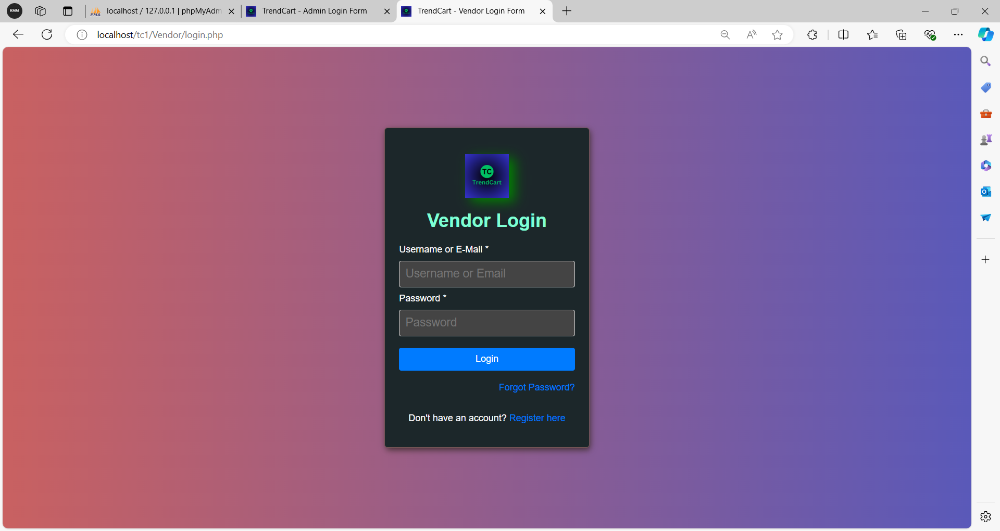 KMM
PMA
localhost / 127.0.0.1 | phpMyAdm
TrendCart - Admin Login Form
TrendCart - Vendor Login Form
localhost/tc1/Vendor/login.php
TC
TrendCart
Vendor Login
Username or E-Mail *
Username or Email
Password *
Password
Login
Forgot Password?
Don't have an account? Register here